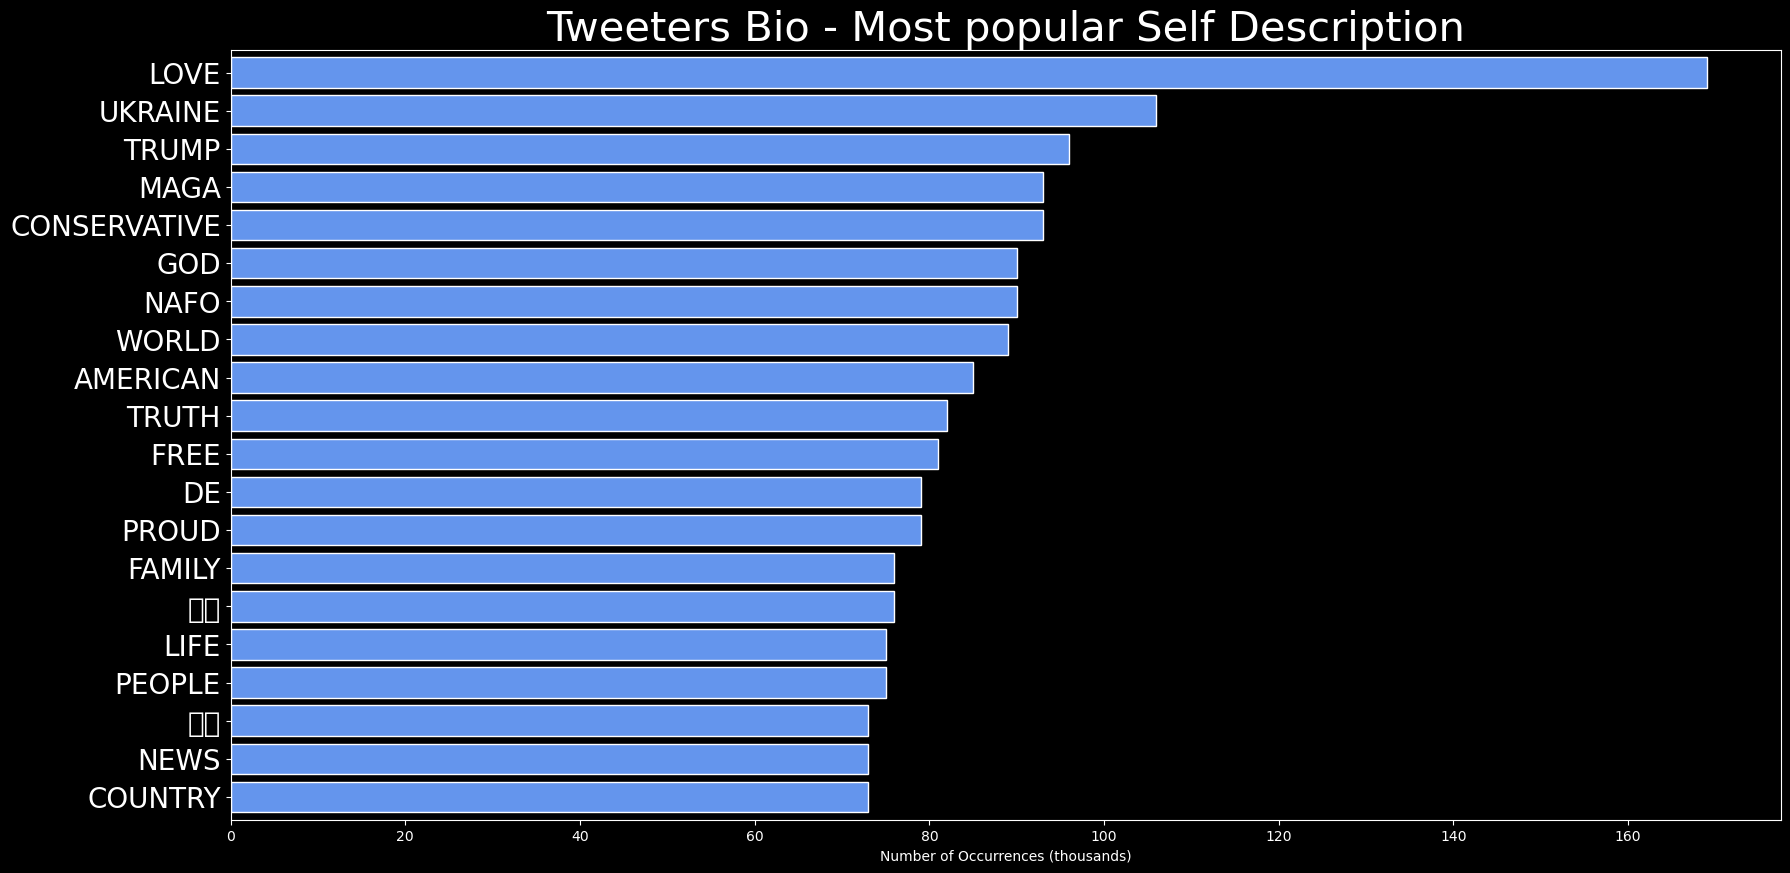 Tweeters Bio - Most popular Self Description
LOVE
UKRAINE
TRUMP
MAGA
CONSERVATIVE
GOD
NAFO
WORLD
AMERICAN
TRUTH
FREE
DE
PROUD
FAMILY
LIFE
PEOPLE
NEWS
COUNTRY
0 20 40 60 80 100 120 140 160
Number of Occurrences (thousands)